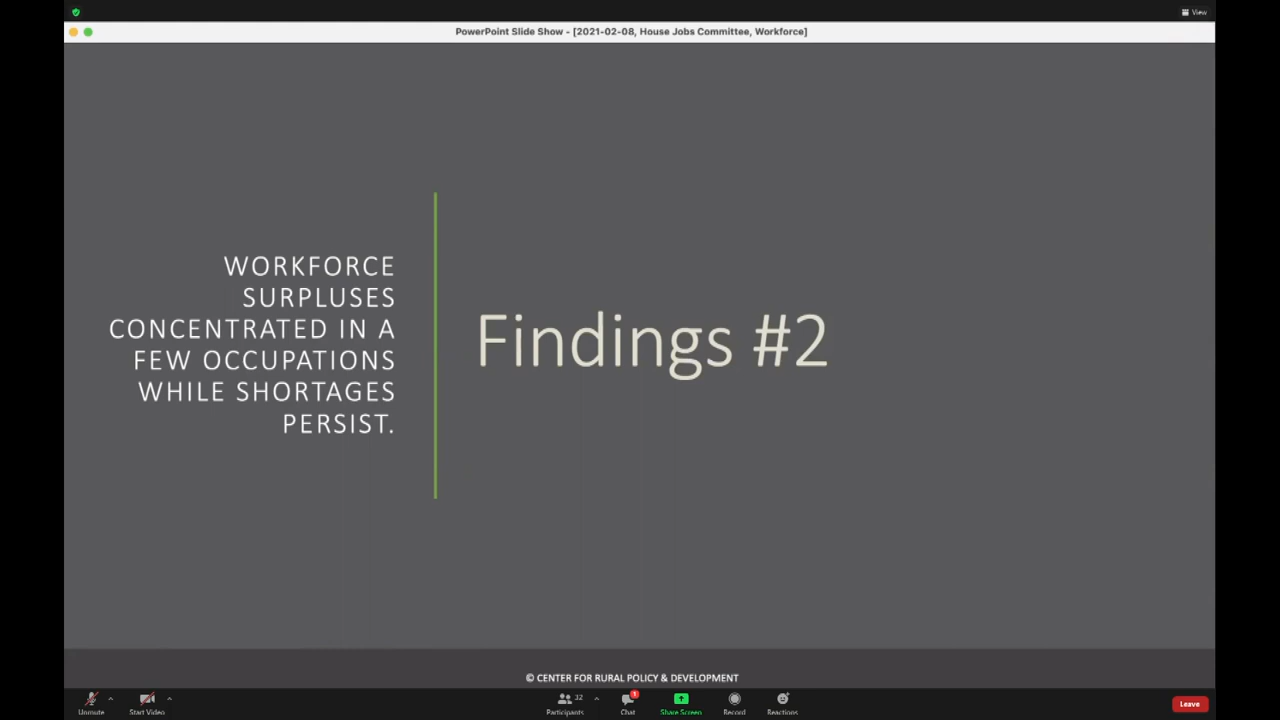 View
PowerPoint Slide Show - [2021-02-08, House Jobs Committee, Workforce]
WORKFORCE
SURPLUSES
CONCENTRATED IN A
FEW OCCUPATIONS
WHILE SHORTAGES
PERSIST.
Findings #2
© CENTER FOR RURAL POLICY & DEVELOPMENT
Unmute
Start Video
32
Participants
1
Chat
Share Screen
Record
Reactions
Leave